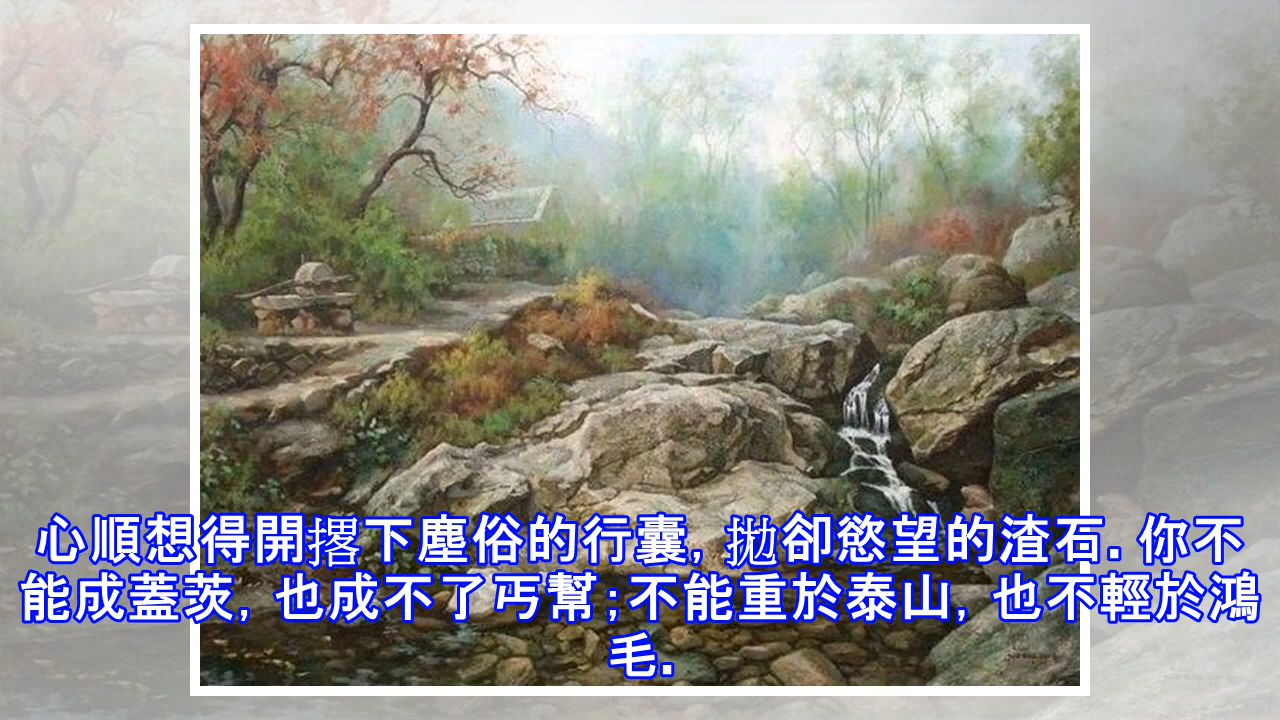 心順想得開撂下塵俗的行囊,拋卻慾望的渣石.你不
能成蓋茨,也成不了丐幫;不能重於泰山,也不輕於鴻
毛.